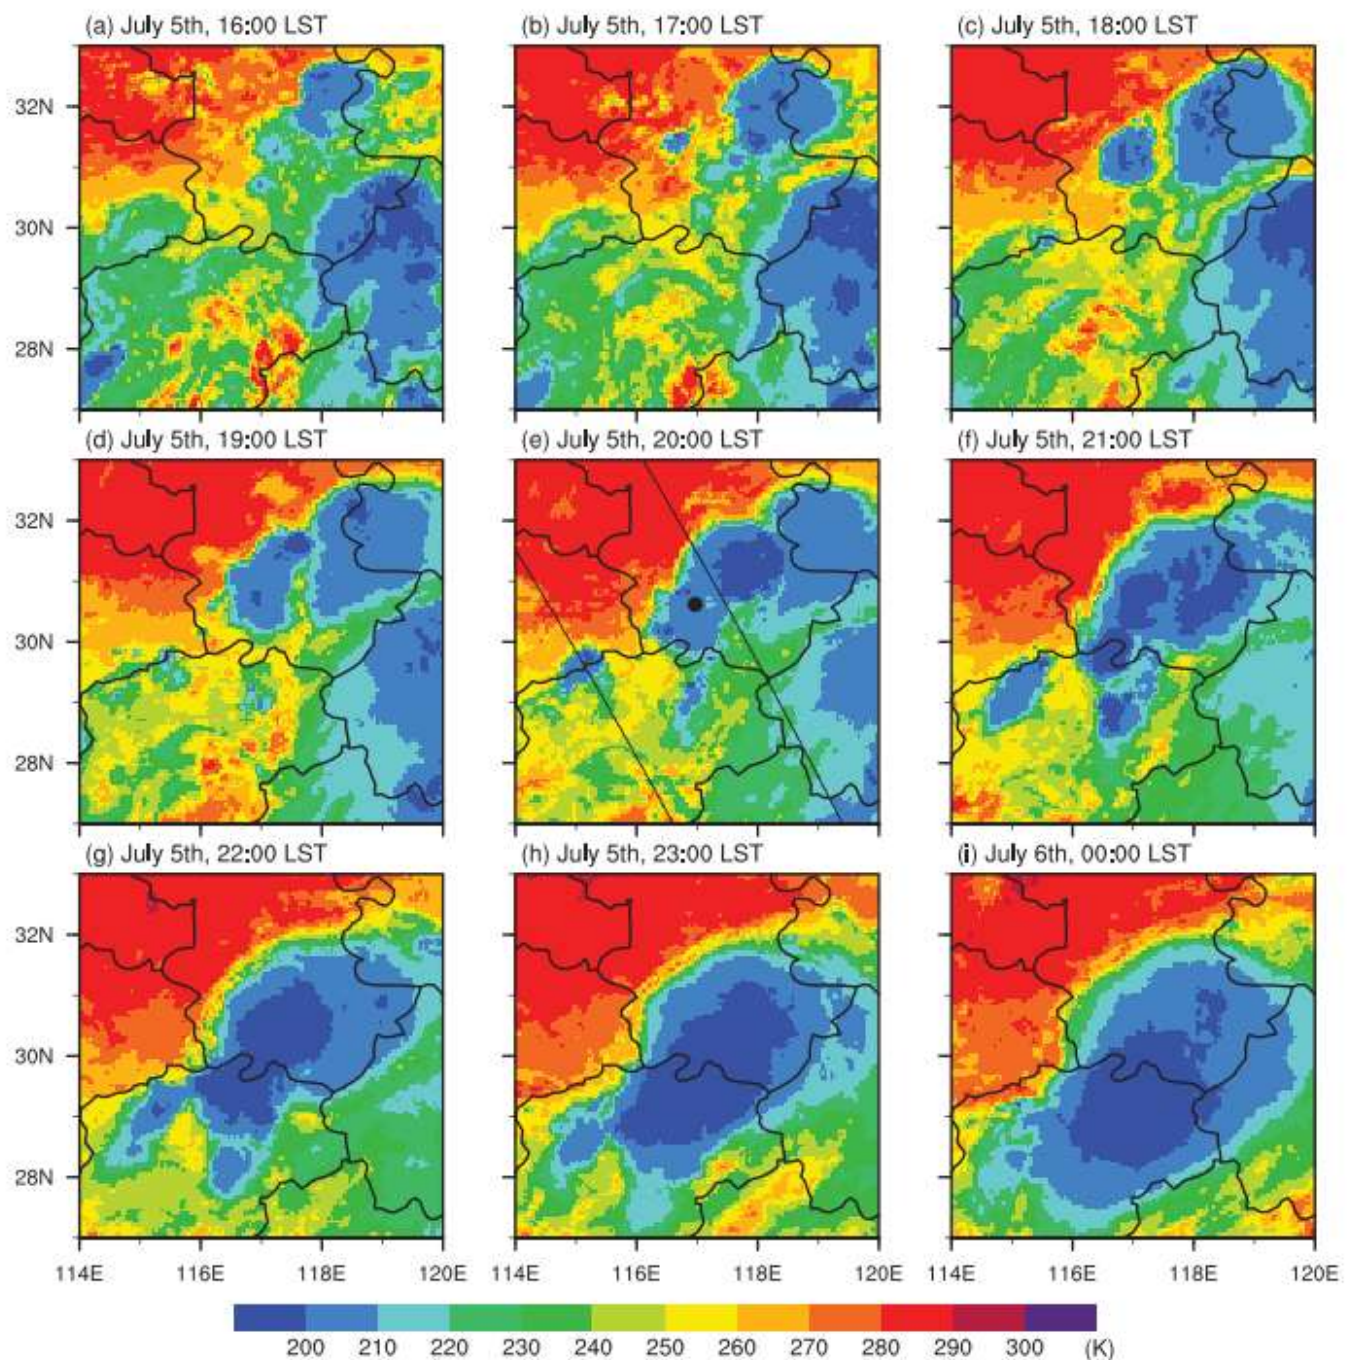 (a) July 5th, 16:00 LST
(b) July 5th, 17:00 LST
(c) July 5th, 18:00 LST
32N
30N
28N
(d) July 5th, 19:00 LST
(e) July 5th, 20:00 LST
(f) July 5th, 21:00 LST
32N
30N
28N
(g) July 5th, 22:00 LST
(h) July 5th, 23:00 LST
(i) July 6th, 00:00 LST
32N
30N
28N
114E 116E 118E 120E
114E 116E 118E 120E
114E 116E 118E 120E
200 210 220 230 240 250 260 270 280 290 300 (K)